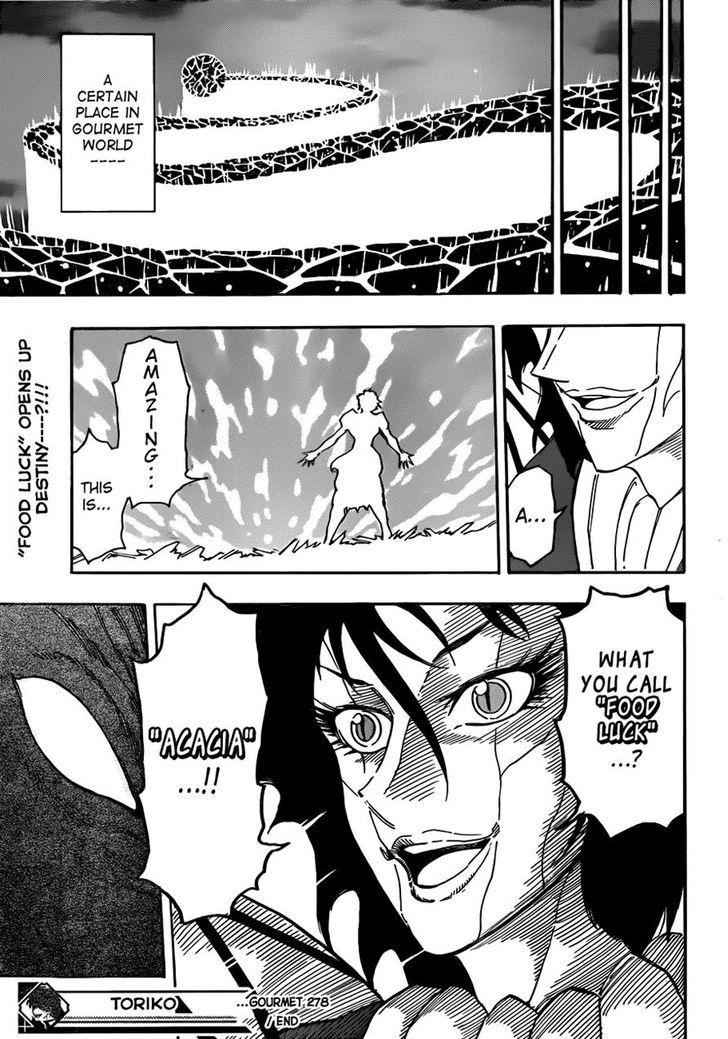 A
CERTAIN
PLACE IN
GOURMET
WORLD
----
A...
AMAZING...
THIS
IS...
"FOOD LUCK" OPENS UP
DESTINY----?!!!
WHAT
YOU CALL
"FOOD
LUCK"
...?
"ACACIA"
...!!
TORIKO
...GOURMET 278
/ END